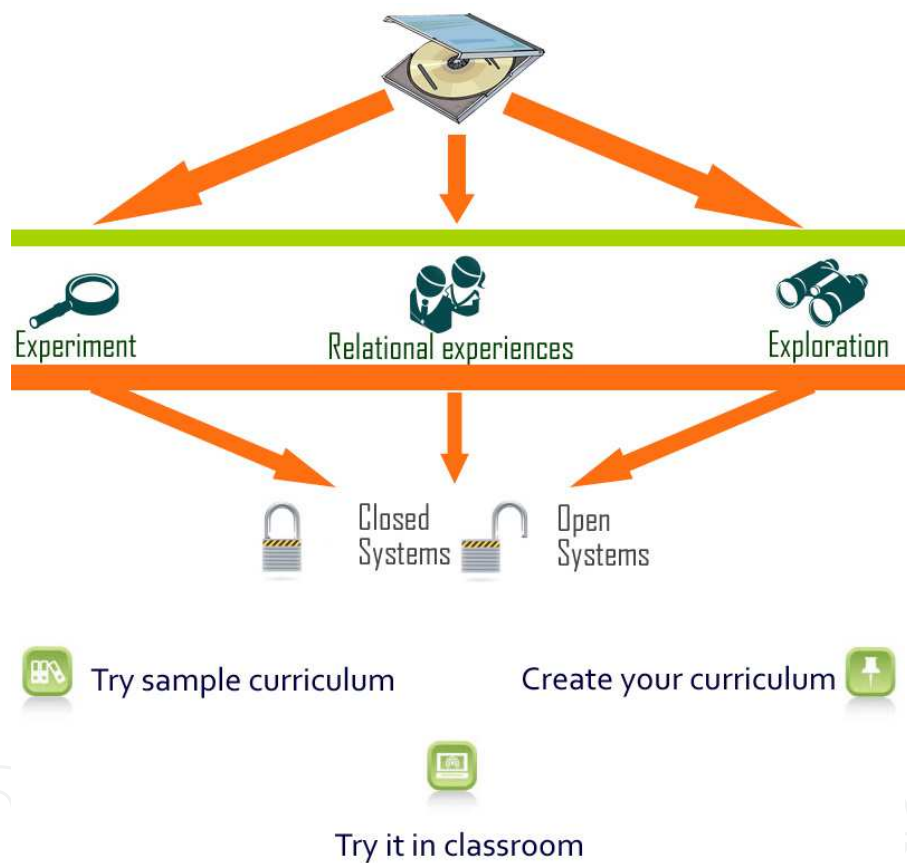 Experiment
Relational experiences
Exploration
Closed
Systems
Open
Systems
Try sample curriculum
Create your curriculum
Try it in classroom